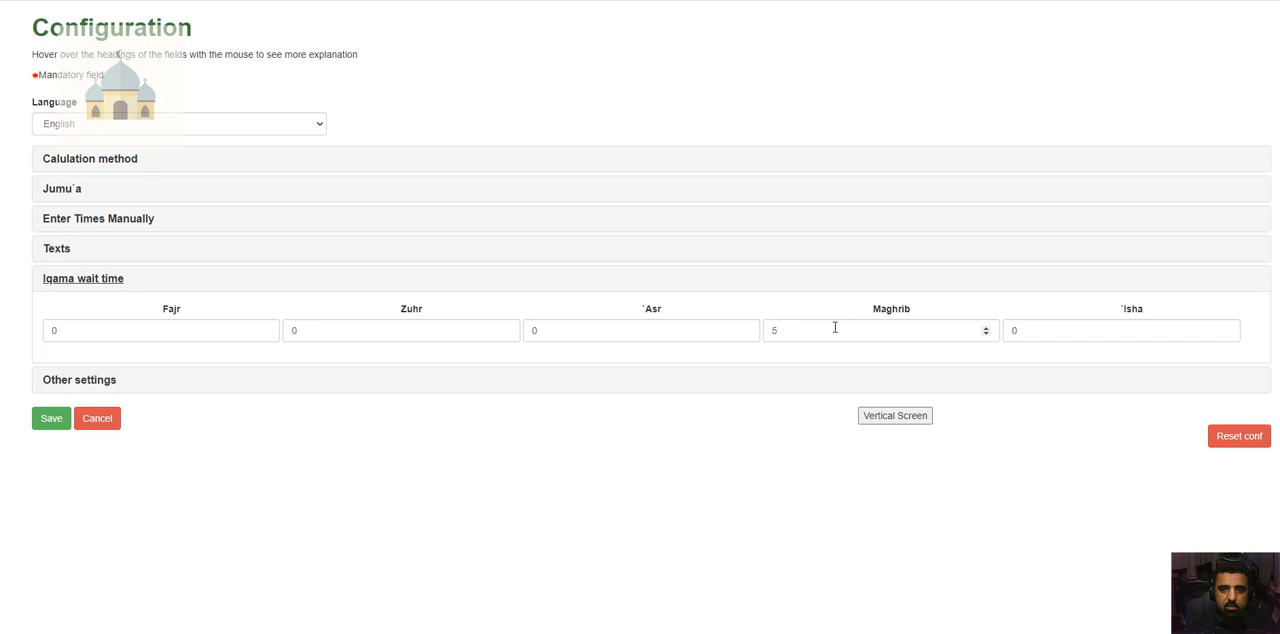 Configuration
Hover over the headings of the fields with the mouse to see more explanation
*Mandatory field
Language
English
Calulation method
Jumu`a
Enter Times Manually
Texts
Iqama wait time
Fajr Zuhr `Asr Maghrib `Isha
0 0 0 5 0
Other settings
Save Cancel Vertical Screen
Reset conf